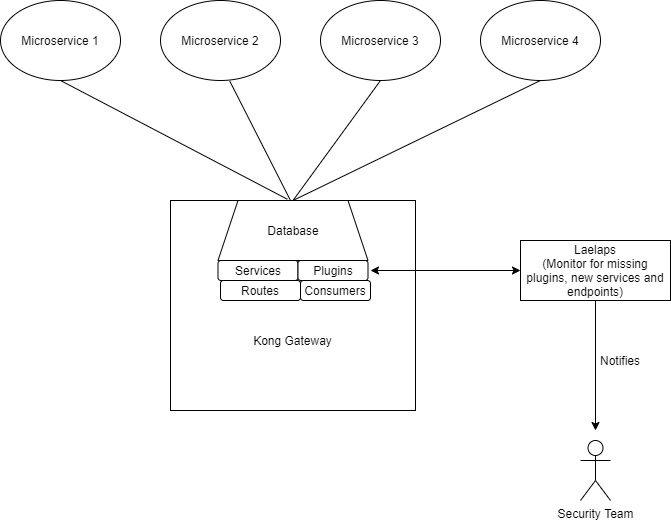 Microservice 1
Microservice 2
Microservice 3
Microservice 4
Database
Services
Plugins
Routes
Consumers
Kong Gateway
Laelaps
(Monitor for missing
plugins, new services and
endpoints)
Notifies
Security Team